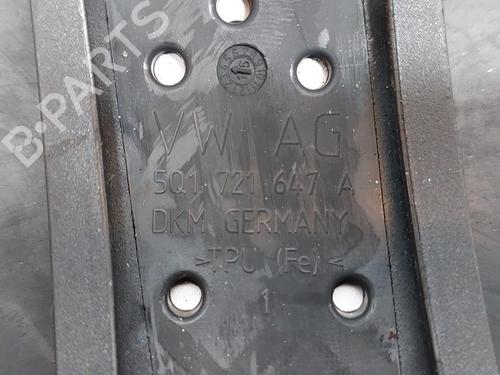 B-PARTS
VW AG
5Q1 721 647 A
DKM GERMANY
>TPU (Fe)<
1